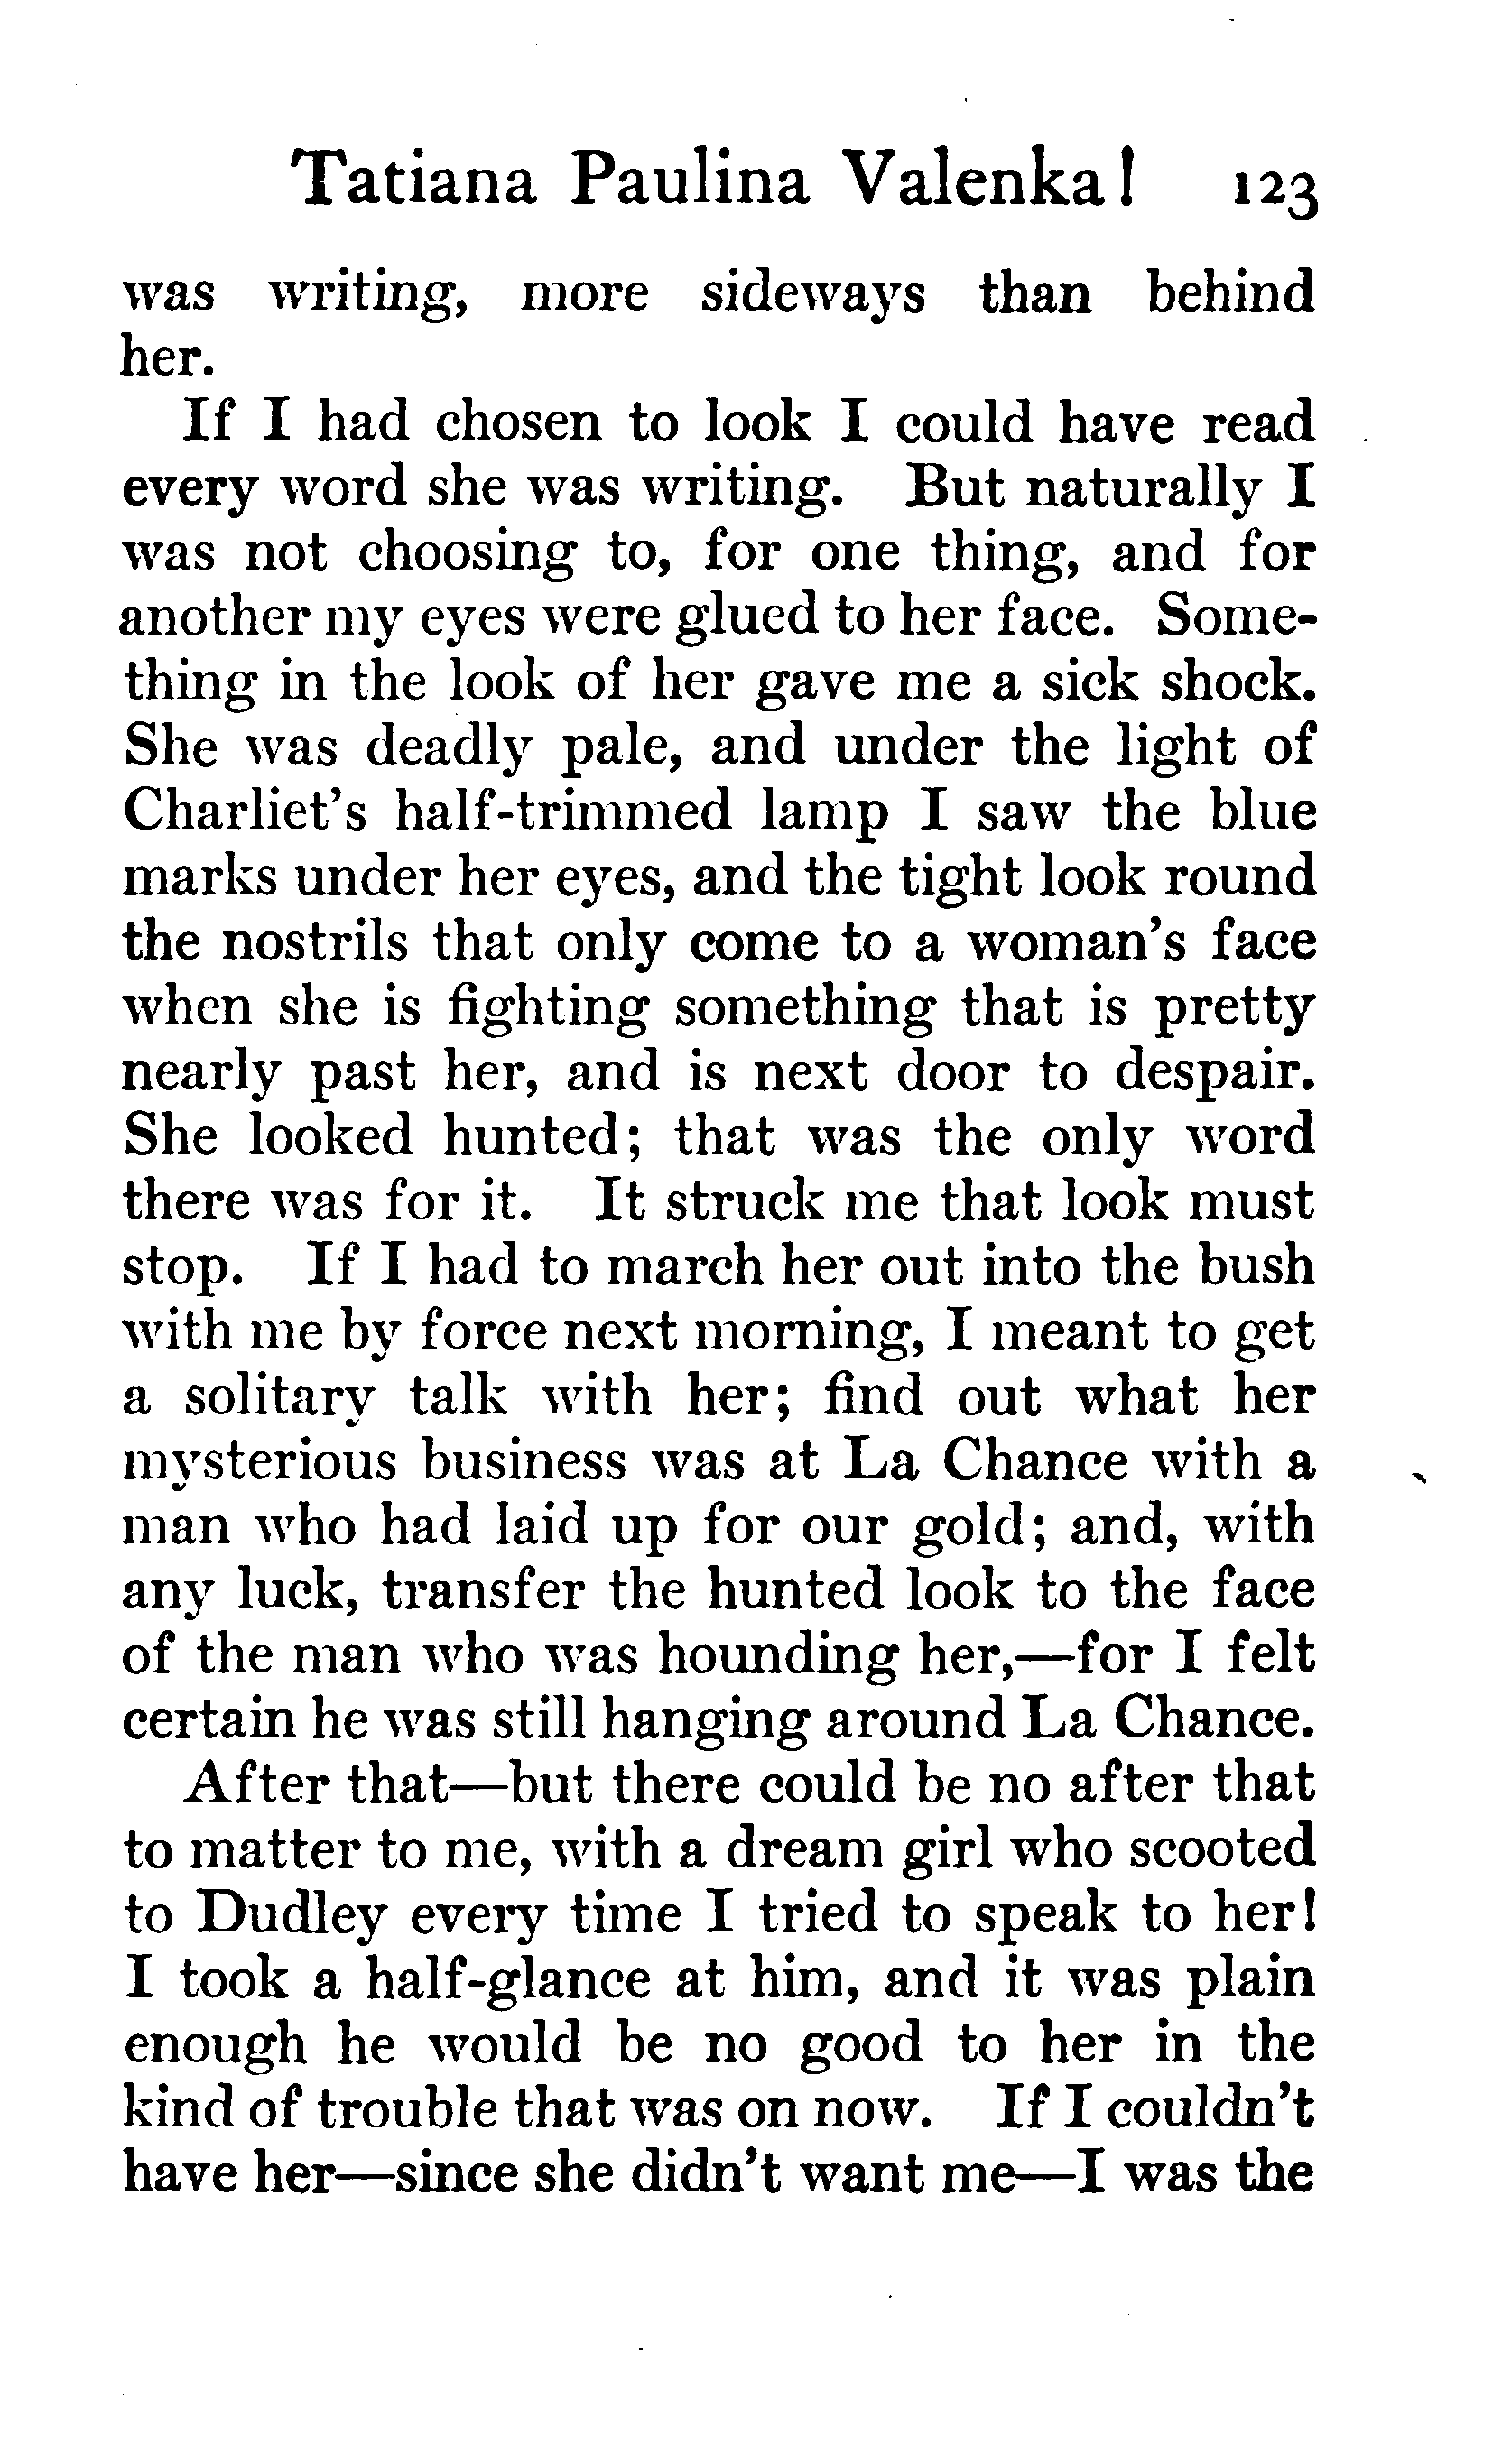 Tatiana Paulina Valenka! 123
was writing, more sideways than behind
her.
If I had chosen to look I could have read
every word she was writing. But naturally I
was not choosing to, for one thing, and for
another my eyes were glued to her face. Some-
thing in the look of her gave me a sick shock.
She was deadly pale, and under the light of
Charliet's half-trimmed lamp I saw the blue
marks under her eyes, and the tight look round
the nostrils that only come to a woman's face
when she is fighting something that is pretty
nearly past her, and is next door to despair.
She looked hunted; that was the only word
there was for it. It struck me that look must
stop. If I had to march her out into the bush
with me by force next morning, I meant to get
a solitary talk with her; find out what her
mysterious business was at La Chance with a
man who had laid up for our gold; and, with
any luck, transfer the hunted look to the face
of the man who was hounding her,—for I felt
certain he was still hanging around La Chance.
After that—but there could be no after that
to matter to me, with a dream girl who scooted
to Dudley every time I tried to speak to her!
I took a half-glance at him, and it was plain
enough he would be no good to her in the
kind of trouble that was on now. If I couldn't
have her—since she didn't want me—I was the